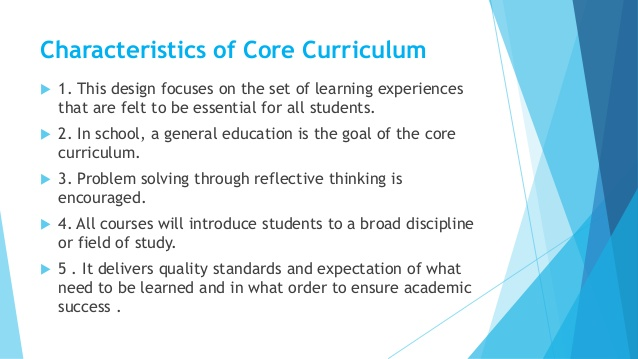 Characteristics of Core Curriculum
1. This design focuses on the set of learning experiences
that are felt to be essential for all students.
2. In school, a general education is the goal of the core
curriculum.
3. Problem solving through reflective thinking is
encouraged.
4. All courses will introduce students to a broad discipline
or field of study.
5 . It delivers quality standards and expectation of what
need to be learned and in what order to ensure academic
success .